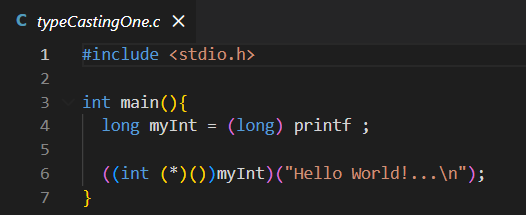 C typeCastingOne.c ×
1 #include <stdio.h>
2
3 int main(){
4 long myInt = (long) printf ;
5
6 ((int (*)())myInt)("Hello World!...\n");
7 }